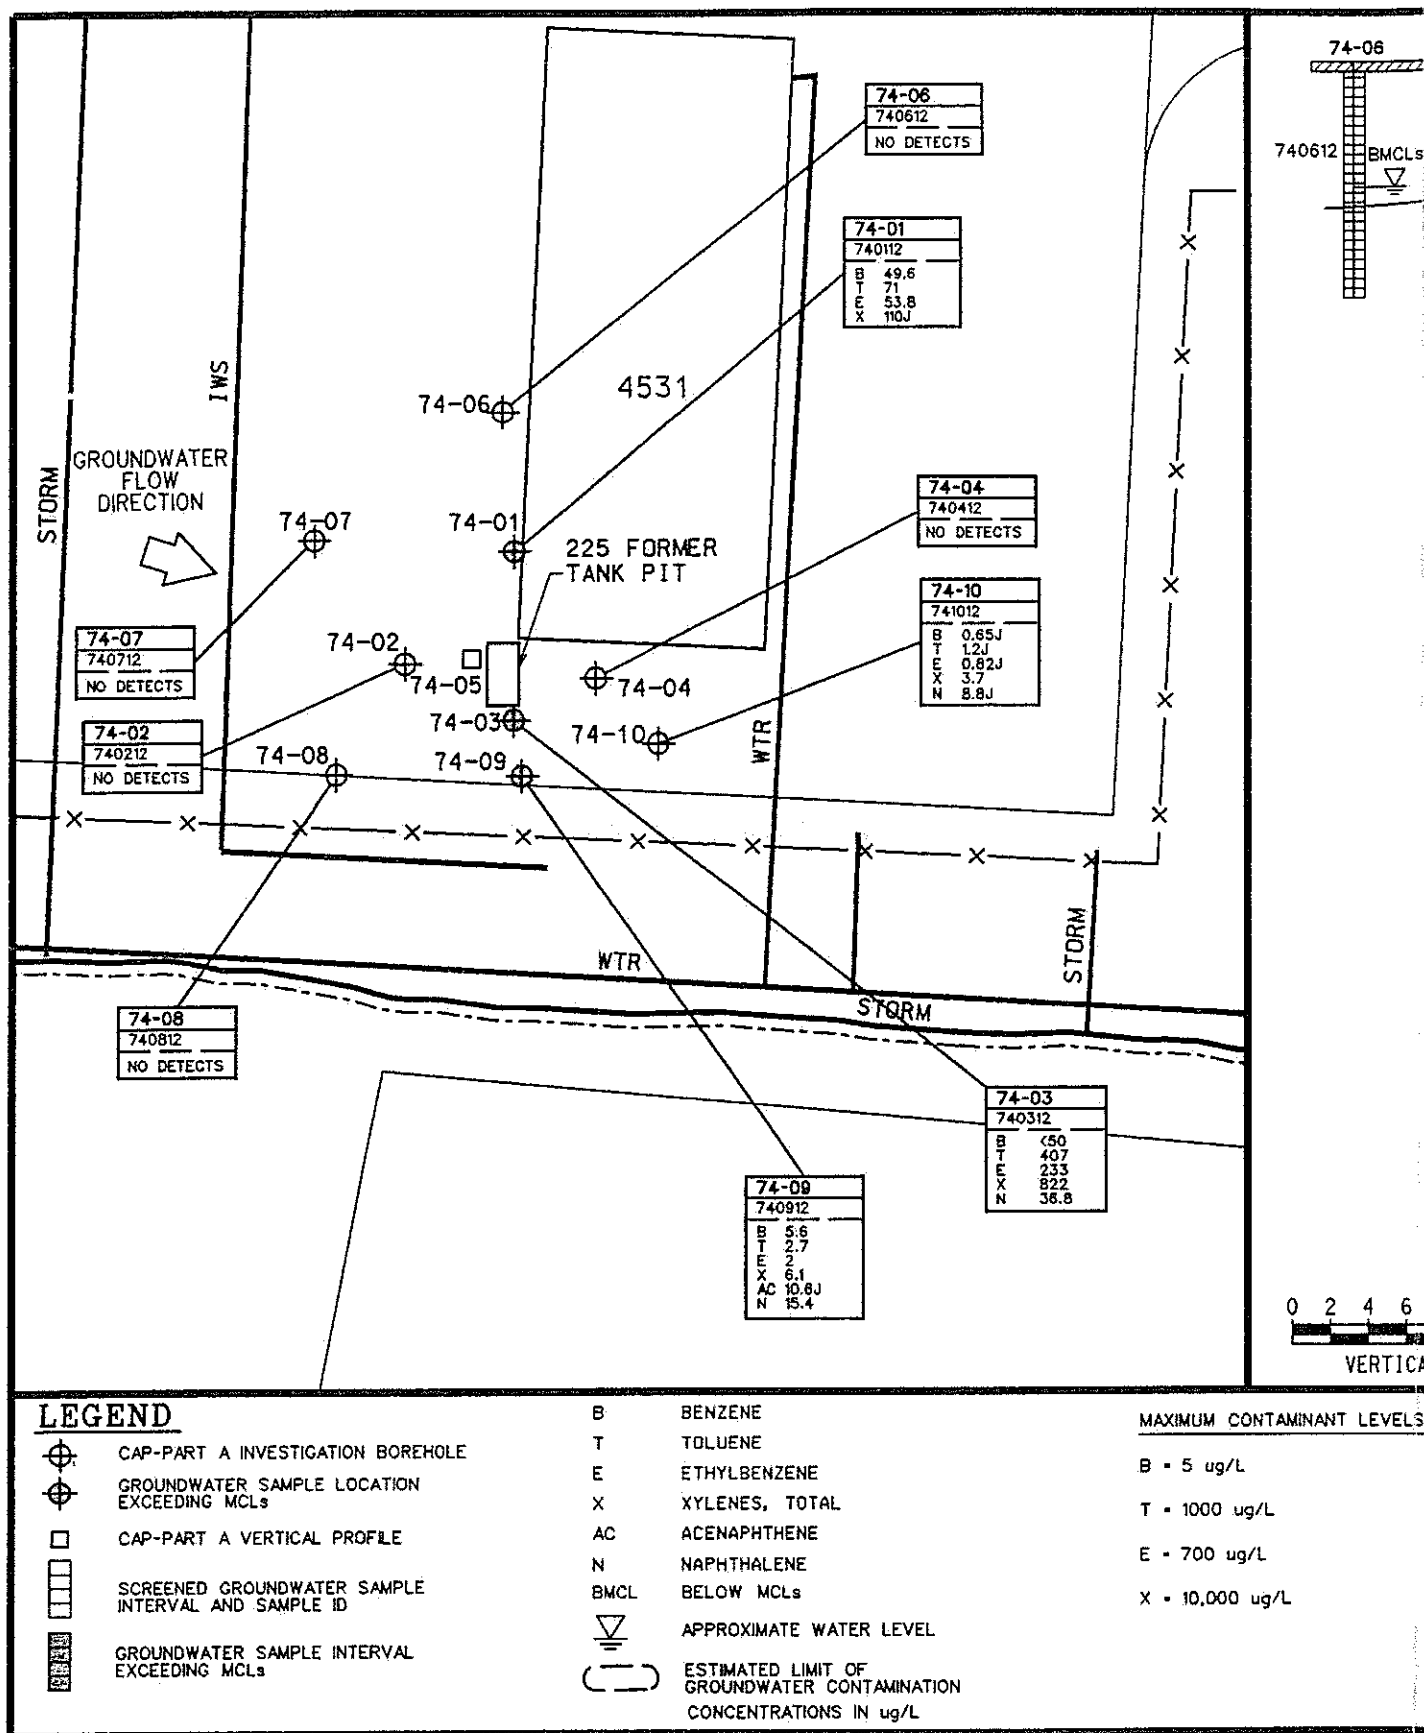 74-06
740612
NO DETECTS
74-01
740112
B 49.6
T 71
E 53.8
X 110J
74-06
4531
IWS
STORM
GROUNDWATER
FLOW
DIRECTION
74-07
74-01
225 FORMER
TANK PIT
74-04
740412
NO DETECTS
74-10
741012
B 0.65J
T 1.2J
E 0.82J
X 3.7
N 8.8J
74-07
740712
NO DETECTS
74-02
74-05
74-04
74-03
74-10
WTR
74-02
740212
NO DETECTS
74-08
74-09
WTR
STORM
STORM
74-08
740812
NO DETECTS
74-03
740312
B <50
T 407
E 233
X 822
N 36.8
74-09
740912
B 5.6
T 2.7
E 2
X 6.1
AC 10.6J
N 15.4
74-06
740612
BMCLs
0 2 4 6
LEGEND
CAP-PART A INVESTIGATION BOREHOLE
GROUNDWATER SAMPLE LOCATION
EXCEEDING MCLs
CAP-PART A VERTICAL PROFILE
SCREENED GROUNDWATER SAMPLE
INTERVAL AND SAMPLE ID
GROUNDWATER SAMPLE INTERVAL
EXCEEDING MCLs
B BENZENE
T TOLUENE
E ETHYLBENZENE
X XYLENES, TOTAL
AC ACENAPHTHENE
N NAPHTHALENE
BMCL BELOW MCLs
APPROXIMATE WATER LEVEL
ESTIMATED LIMIT OF
GROUNDWATER CONTAMINATION
CONCENTRATIONS IN ug/L
MAXIMUM CONTAMINANT LEVELS
B = 5 ug/L
T = 1000 ug/L
E = 700 ug/L
X = 10,000 ug/L